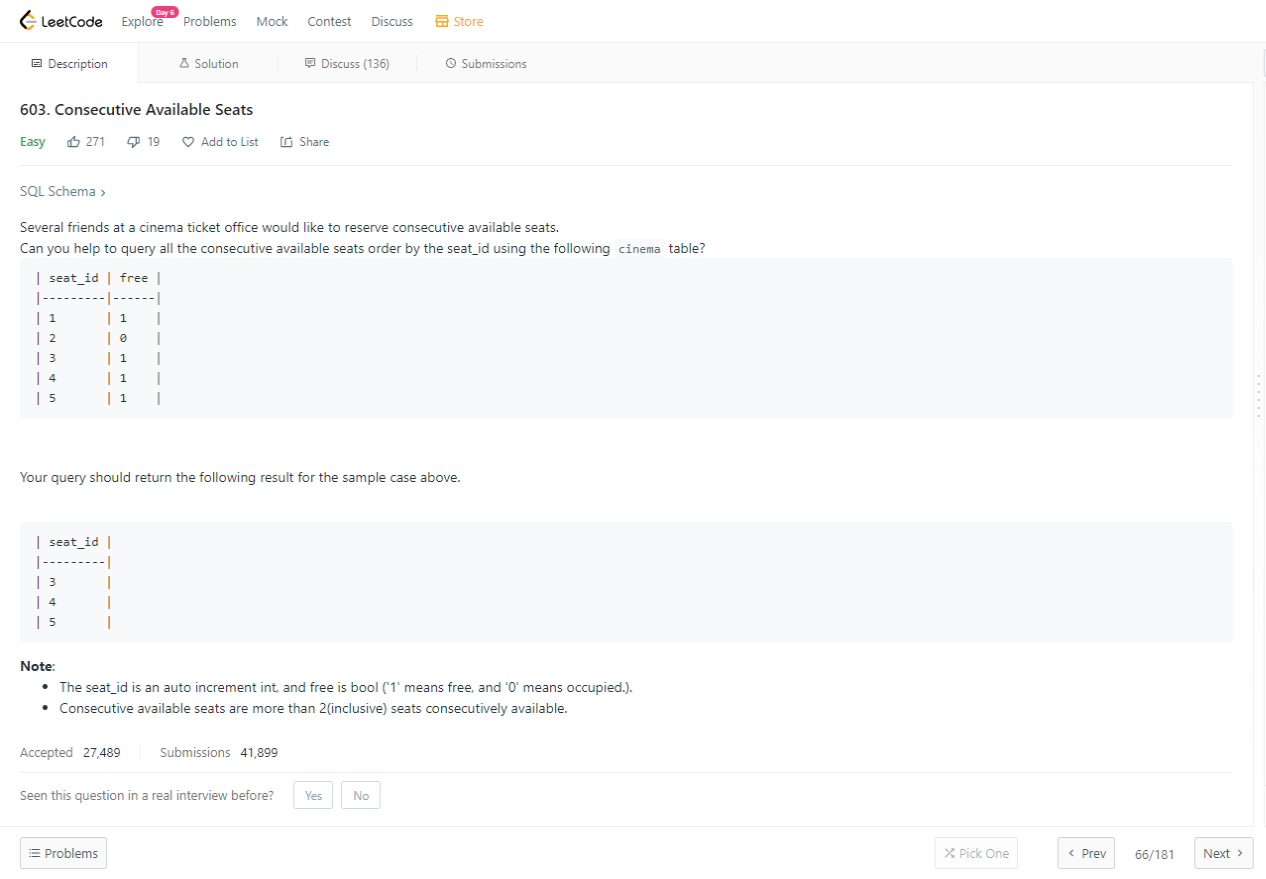 LeetCode Explore Day 6 Problems Mock Contest Discuss Store
Description Solution Discuss (136) Submissions
603. Consecutive Available Seats
Easy 271 19 Add to List Share
SQL Schema >
Several friends at a cinema ticket office would like to reserve consecutive available seats.
Can you help to query all the consecutive available seats order by the seat_id using the following cinema table?
| seat_id | free |
|---------|------|
| 1 | 1 |
| 2 | 0 |
| 3 | 1 |
| 4 | 1 |
| 5 | 1 |
Your query should return the following result for the sample case above.
| seat_id |
|---------|
| 3 |
| 4 |
| 5 |
Note:
• The seat_id is an auto increment int, and free is bool ('1' means free, and '0' means occupied.).
• Consecutive available seats are more than 2(inclusive) seats consecutively available.
Accepted 27,489 Submissions 41,899
Seen this question in a real interview before? Yes No
Problems Pick One < Prev 66/181 Next >